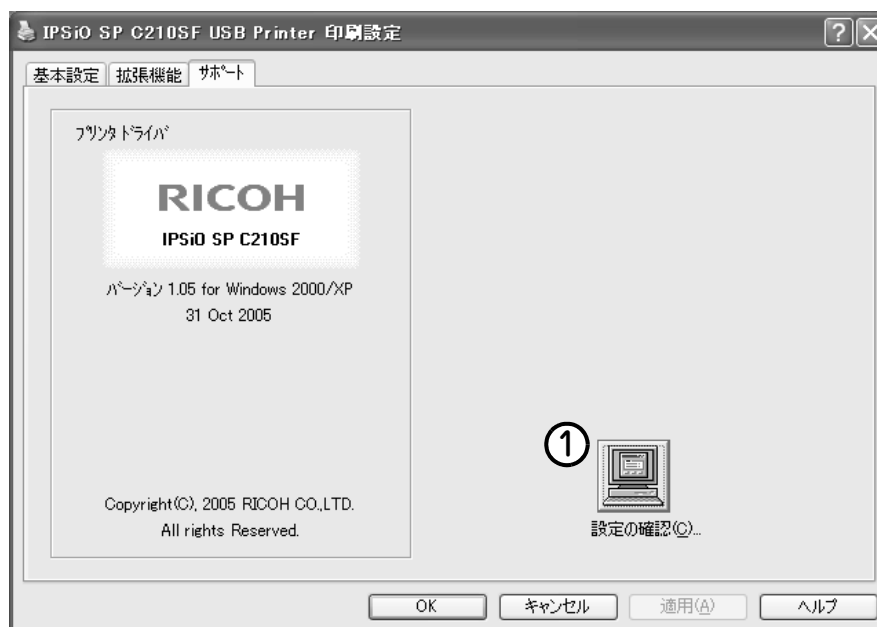 IPSiO SP C210SF USB Printer 印刷設定
基本設定 拡張機能 ｻﾎﾟｰﾄ
ﾌﾟﾘﾝﾀ ﾄﾞﾗｲﾊﾞ
RICOH
IPSiO SP C210SF
ﾊﾞｰｼﾞｮﾝ 1.05 for Windows 2000/XP
31 Oct 2005
①
Copyright(C), 2005 RICOH CO.,LTD.
All rights Reserved.
設定の確認(C)...
OK ｷｬﾝｾﾙ 適用(A) ﾍﾙﾌﾟ